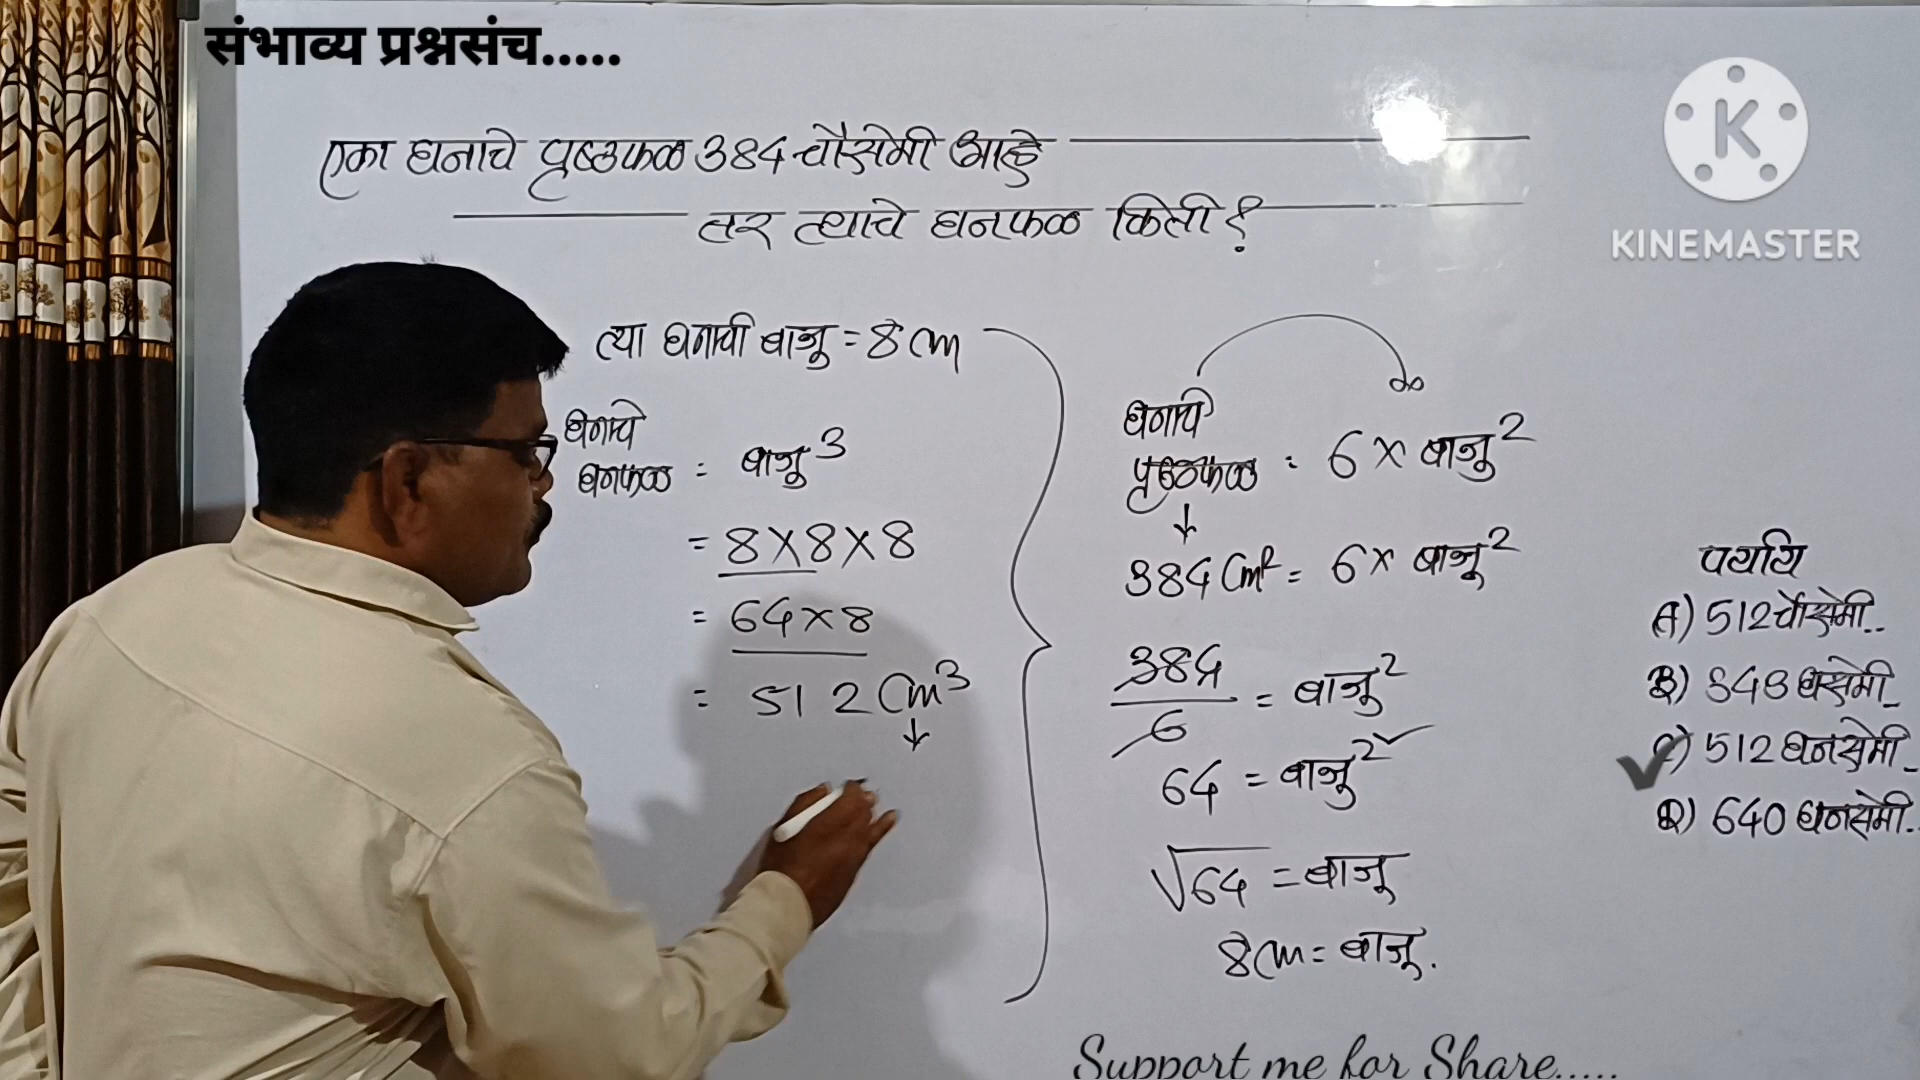 संभाव्य प्रश्नसंच.....
K
KINEMASTER
एका घनाचे पृष्ठफळ 384 चौसेमी आहे
तर त्याचे घनफळ किती?
त्या घनाची बाजू = 8 cm
घनाचे
घनफळ = बाजू³
= 8×8×8
= 64×8
= 512 Cm³
घनाचे
पृष्ठफळ = 6× बाजू²
↓
384 Cm² = 6× बाजू²
384/6 = बाजू²
64 = बाजू²✓
√64 = बाजू
8 Cm = बाजू.
पर्याय
A) 512 चौसेमी..
B) 343 घसेमी..
✓ C) 512 घनसेमी..
D) 640 घनसेमी..
Support me for Share.....